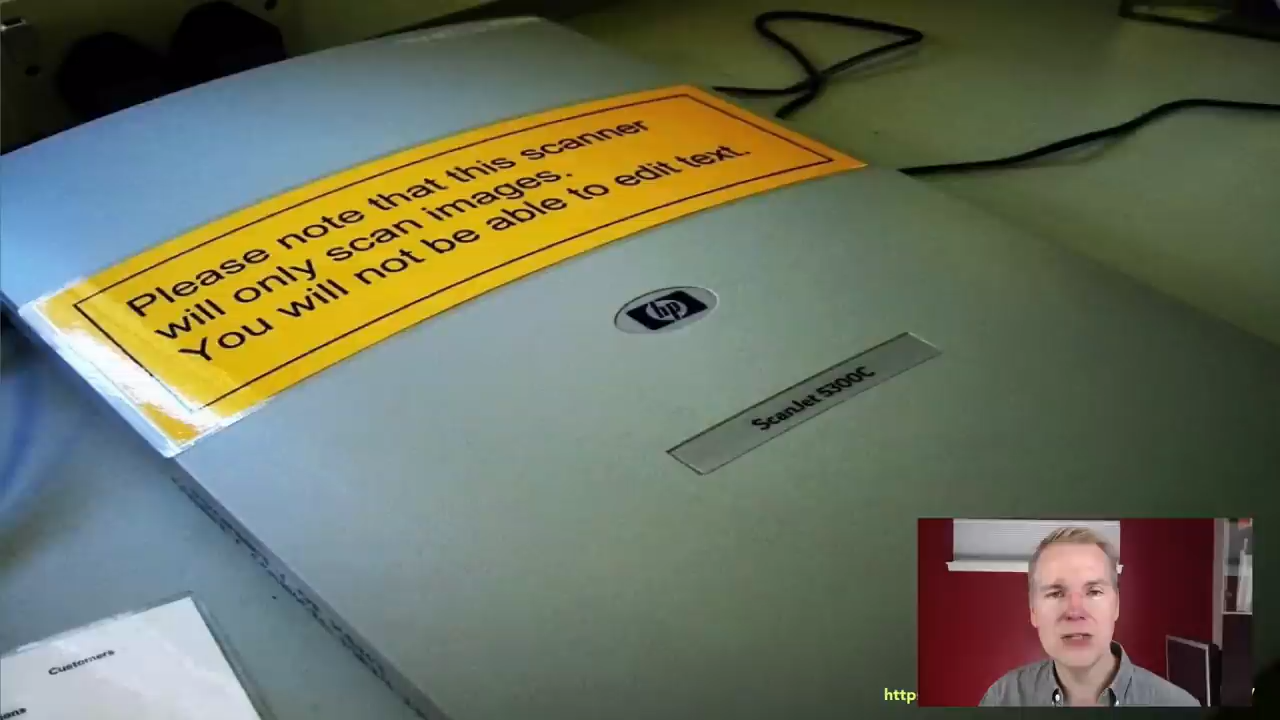 Please note that this scanner
will only scan images.
You will not be able to edit text.
hp
ScanJet 5300C
Customers
http